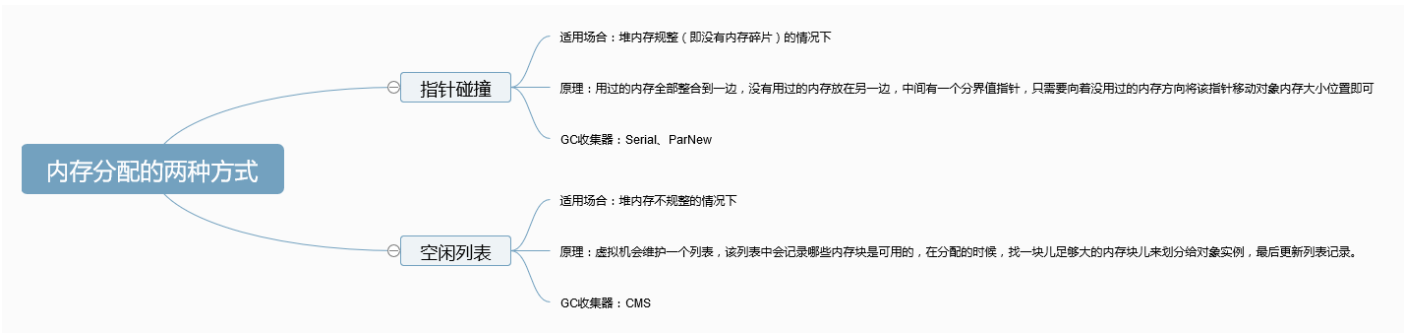 内存分配的两种方式
指针碰撞
适用场合：堆内存规整（即没有内存碎片）的情况下
原理：用过的内存全部整合到一边，没有用过的内存放在另一边，中间有一个分界值指针，只需要向着没用过的内存方向将该指针移动对象内存大小位置即可
GC收集器：Serial、ParNew
空闲列表
适用场合：堆内存不规整的情况下
原理：虚拟机会维护一个列表，该列表中会记录哪些内存块是可用的，在分配的时候，找一块儿足够大的内存块儿来划分给对象实例，最后更新列表记录。
GC收集器：CMS